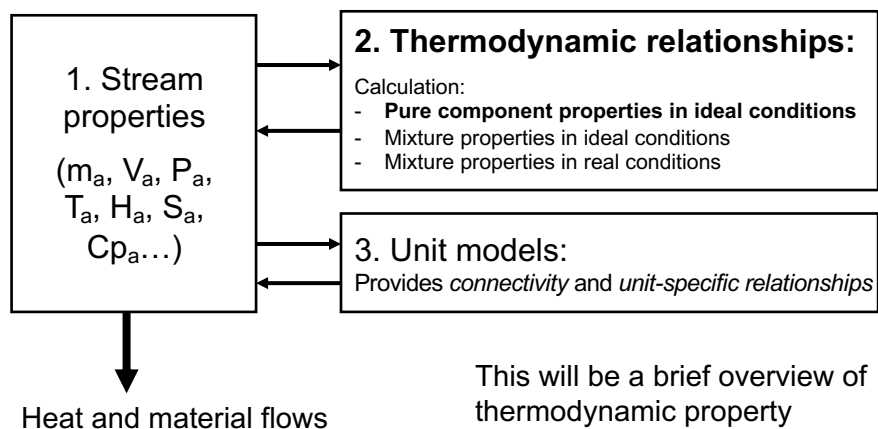 1. Stream
properties
(mₐ, Vₐ, Pₐ,
Tₐ, Hₐ, Sₐ,
Cpₐ…)
2. Thermodynamic relationships:
Calculation:
- Pure component properties in ideal conditions
- Mixture properties in ideal conditions
- Mixture properties in real conditions
3. Unit models:
Provides connectivity and unit-specific relationships
Heat and material flows
This will be a brief overview of
thermodynamic property